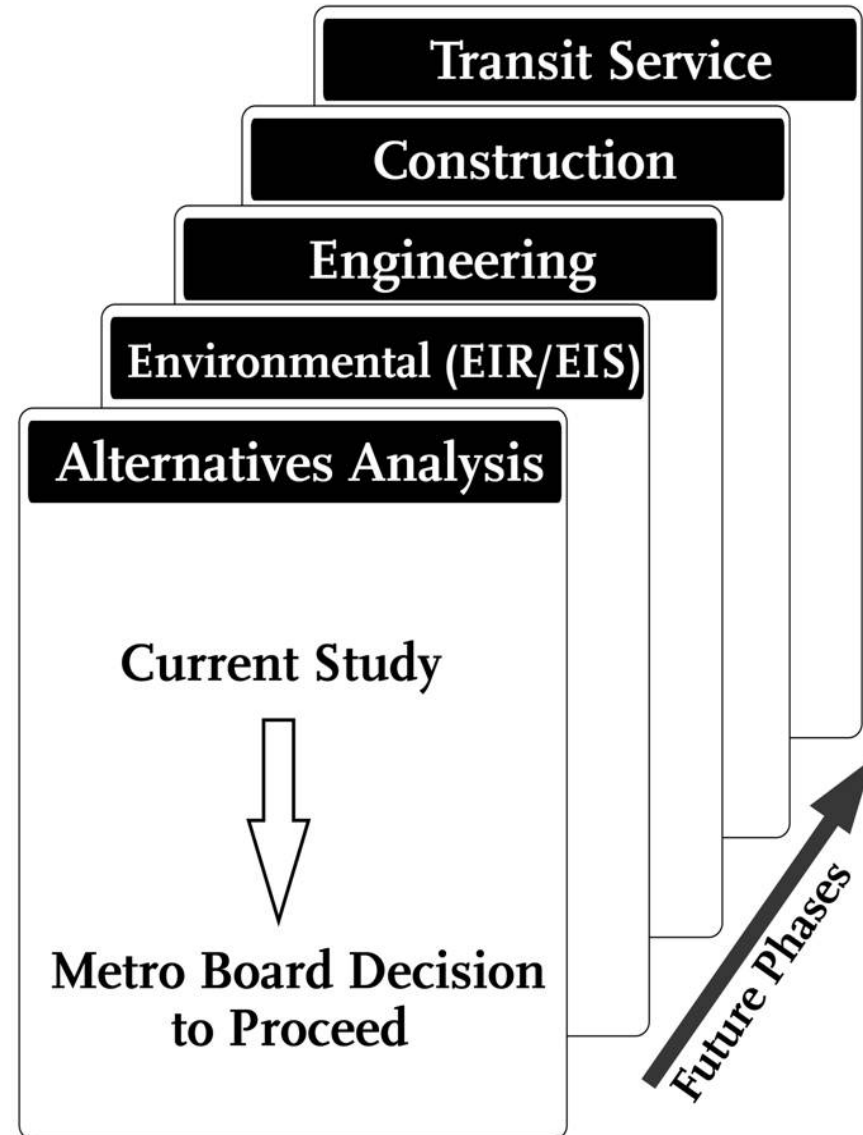 Transit Service
Construction
Engineering
Environmental (EIR/EIS)
Alternatives Analysis
Current Study
Metro Board Decision
to Proceed
Future Phases